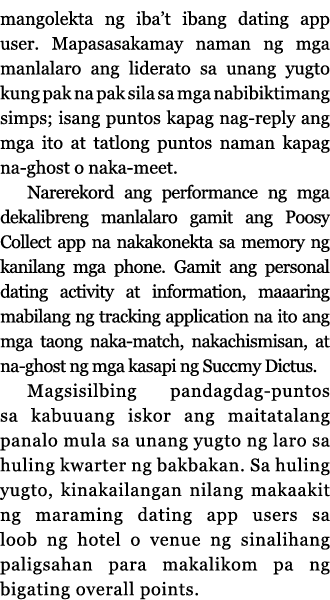 mangolekta ng iba’t ibang dating app
user. Mapasasakamay naman ng mga
manlalaro ang liderato sa unang yugto
kung pak na pak sila sa mga nabibiktimang
simps; isang puntos kapag nag-reply ang
mga ito at tatlong puntos naman kapag
na-ghost o naka-meet.
Narerekord ang performance ng mga
dekalibreng manlalaro gamit ang Poosy
Collect app na nakakonekta sa memory ng
kanilang mga phone. Gamit ang personal
dating activity at information, maaaring
mabilang ng tracking application na ito ang
mga taong naka-match, nakachismisan, at
na-ghost ng mga kasapi ng Succmy Dictus.
Magsisilbing pandagdag-puntos
sa kabuuang iskor ang maitatalang
panalo mula sa unang yugto ng laro sa
huling kwarter ng bakbakan. Sa huling
yugto, kinakailangan nilang makaakit
ng maraming dating app users sa
loob ng hotel o venue ng sinalihang
paligsahan para makalikom pa ng
bigating overall points.